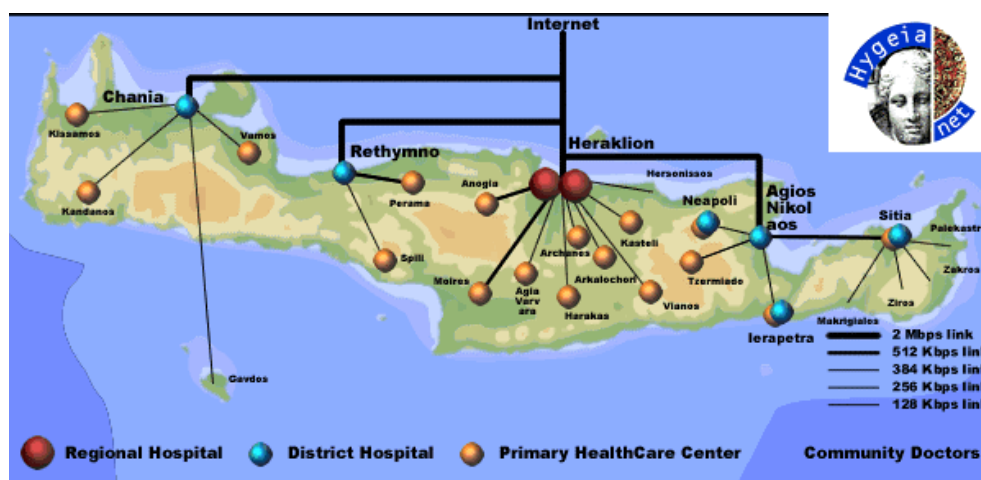 Internet
Hygeia
net
Chania
Kissamos
Vamos
Kandanos
Gavdos
Rethymno
Perama
Spili
Heraklion
Hersonissos
Anogia
Moires
Agia
Varv
ara
Archanes
Arkalochori
Harakas
Kasteli
Vianos
Neapoli
Tzermiado
Agios
Nikol
aos
Sitia
Palekastr
Zakros
Ziros
Makrigialos
Ierapetra
2 Mbps link
512 Kbps lin
384 Kbps lin
256 Kbps lin
128 Kbps lin
Regional Hospital
District Hospital
Primary HealthCare Center
Community Doctors